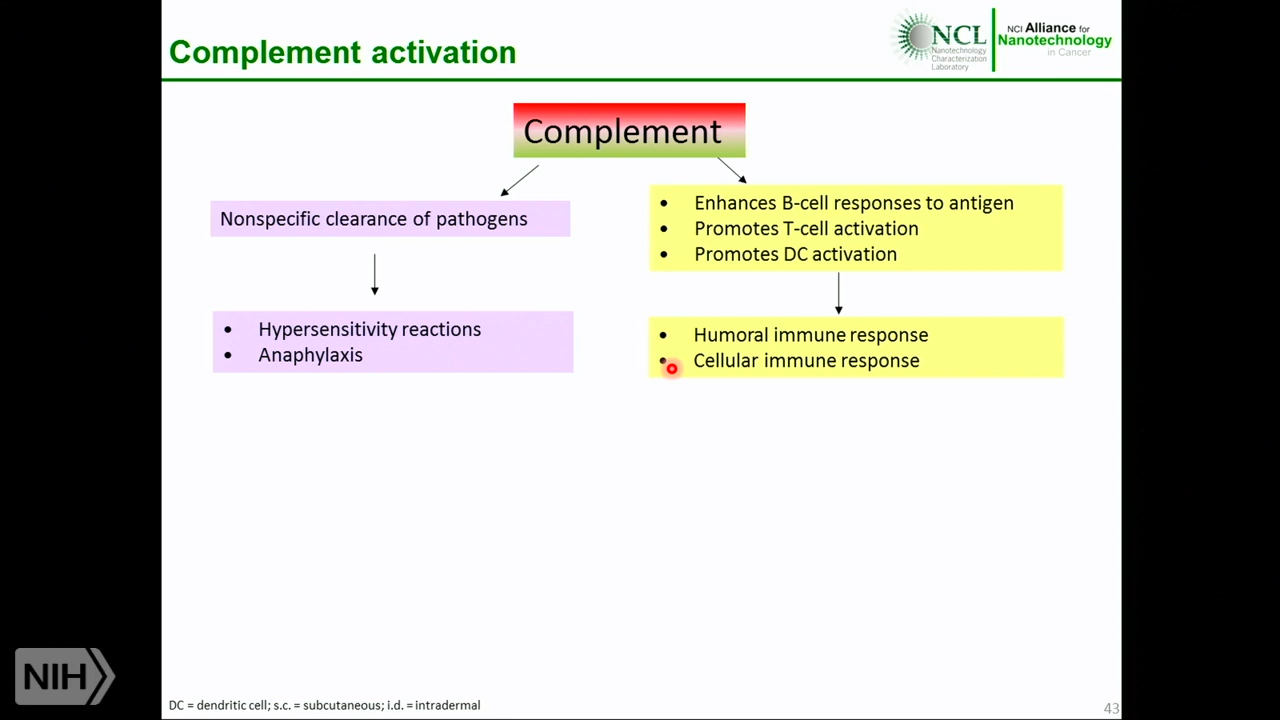 Complement activation
NCL
Nanotechnology
Characterization
Laboratory
NCI Alliance for
Nanotechnology
in Cancer
Complement
Nonspecific clearance of pathogens
• Hypersensitivity reactions
• Anaphylaxis
• Enhances B-cell responses to antigen
• Promotes T-cell activation
• Promotes DC activation
• Humoral immune response
• Cellular immune response
NIH
DC = dendritic cell; s.c. = subcutaneous; i.d. = intradermal
43